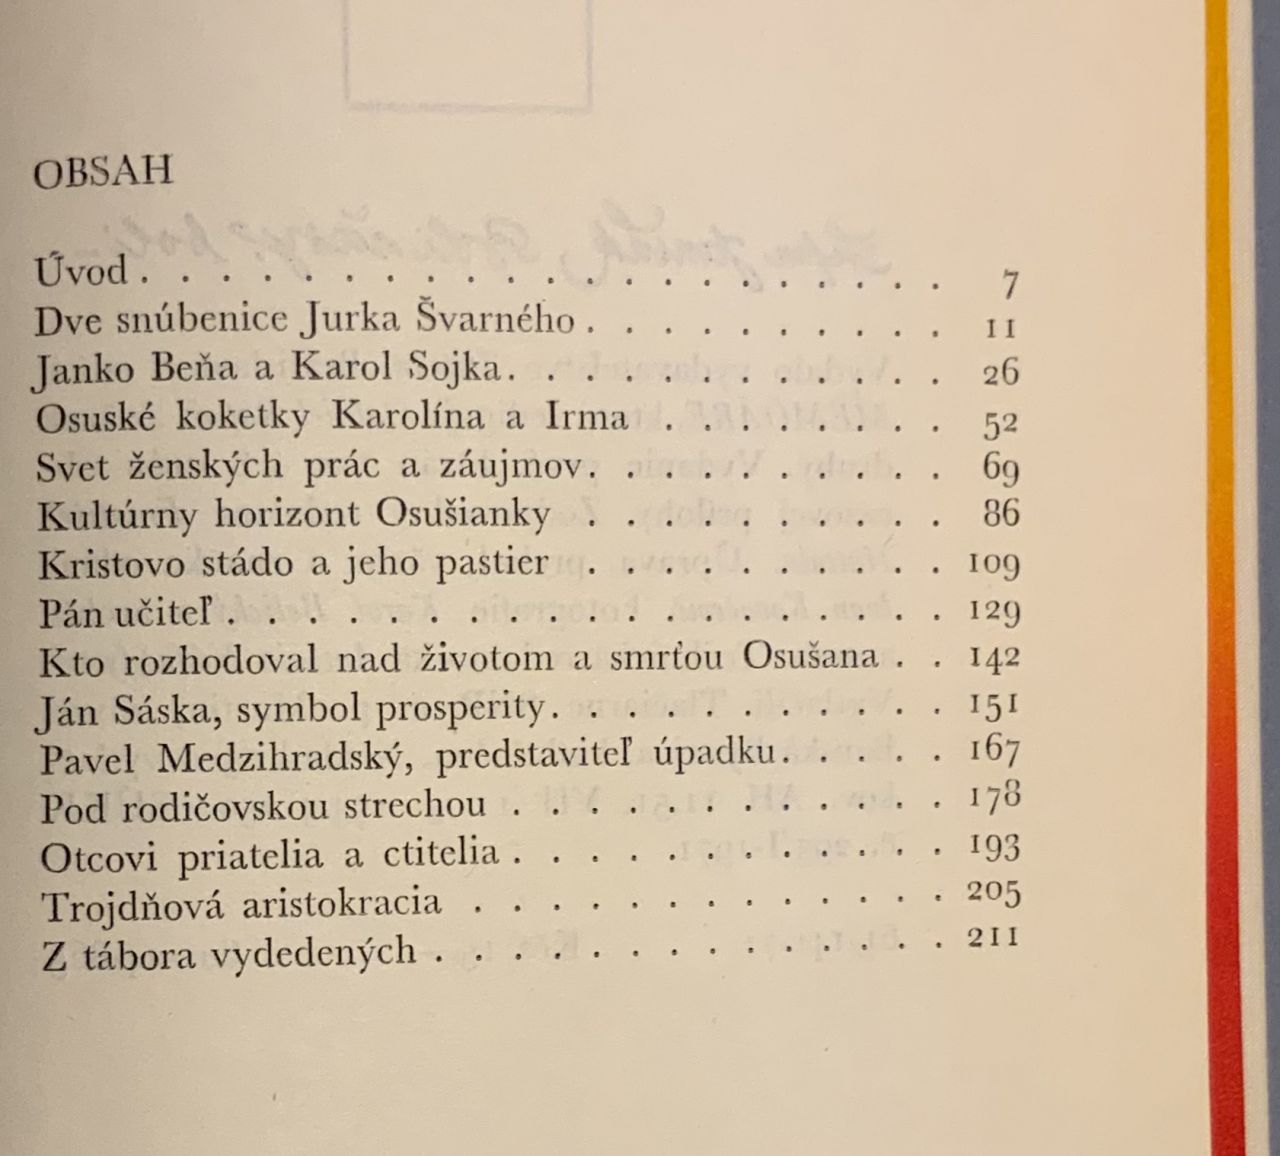 OBSAH
Úvod . . . . . . . . . . . . . . . . . . . . . 7
Dve snúbenice Jurka Švarného . . . . . . . . . . 11
Janko Beňa a Karol Sojka . . . . . . . . . . . . 26
Osuské koketky Karolína a Irma . . . . . . . . 52
Svet ženských prác a záujmov . . . . . . . . . . 69
Kultúrny horizont Osušianky . . . . . . . . . . 86
Kristovo stádo a jeho pastier . . . . . . . . . . 109
Pán učiteľ . . . . . . . . . . . . . . . . . . . 129
Kto rozhodoval nad životom a smrťou Osušana . . 142
Ján Sáska, symbol prosperity . . . . . . . . . . . 151
Pavel Medzihradský, predstaviteľ úpadku . . . . . 167
Pod rodičovskou strechou . . . . . . . . . . . . 178
Otcovi priatelia a ctitelia . . . . . . . . . . . . 193
Trojdňová aristokracia . . . . . . . . . . . . . 205
Z tábora vydedených . . . . . . . . . . . . . . 211